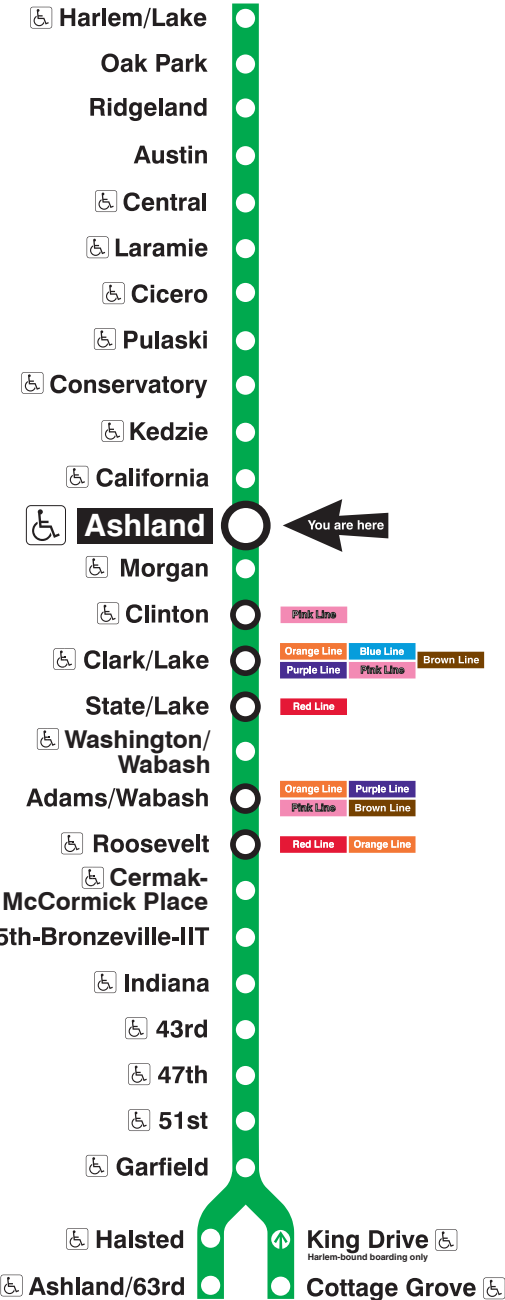 Harlem/Lake
Oak Park
Ridgeland
Austin
Central
Laramie
Cicero
Pulaski
Conservatory
Kedzie
California
Ashland
You are here
Morgan
Clinton
Pink Line
Clark/Lake
Orange Line
Blue Line
Brown Line
Purple Line
Pink Line
State/Lake
Red Line
Washington/
Wabash
Adams/Wabash
Orange Line
Purple Line
Pink Line
Brown Line
Roosevelt
Red Line
Orange Line
Cermak-
McCormick Place
5th-Bronzeville-IIT
Indiana
43rd
47th
51st
Garfield
Halsted
King Drive
Harlem-bound boarding only
Ashland/63rd
Cottage Grove